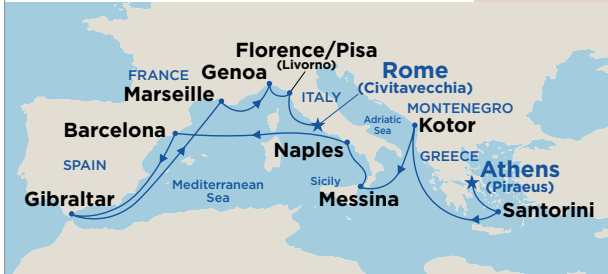 Florence/Pisa
(Livorno)
FRANCE
Genoa
Rome
(Civitavecchia)
Marseille
ITALY
MONTENEGRO
Adriatic
Sea
Barcelona
Kotor
Naples
GREECE
SPAIN
Athens
(Piraeus)
Mediterranean
Sea
Sicily
Gibraltar
Messina
Santorini